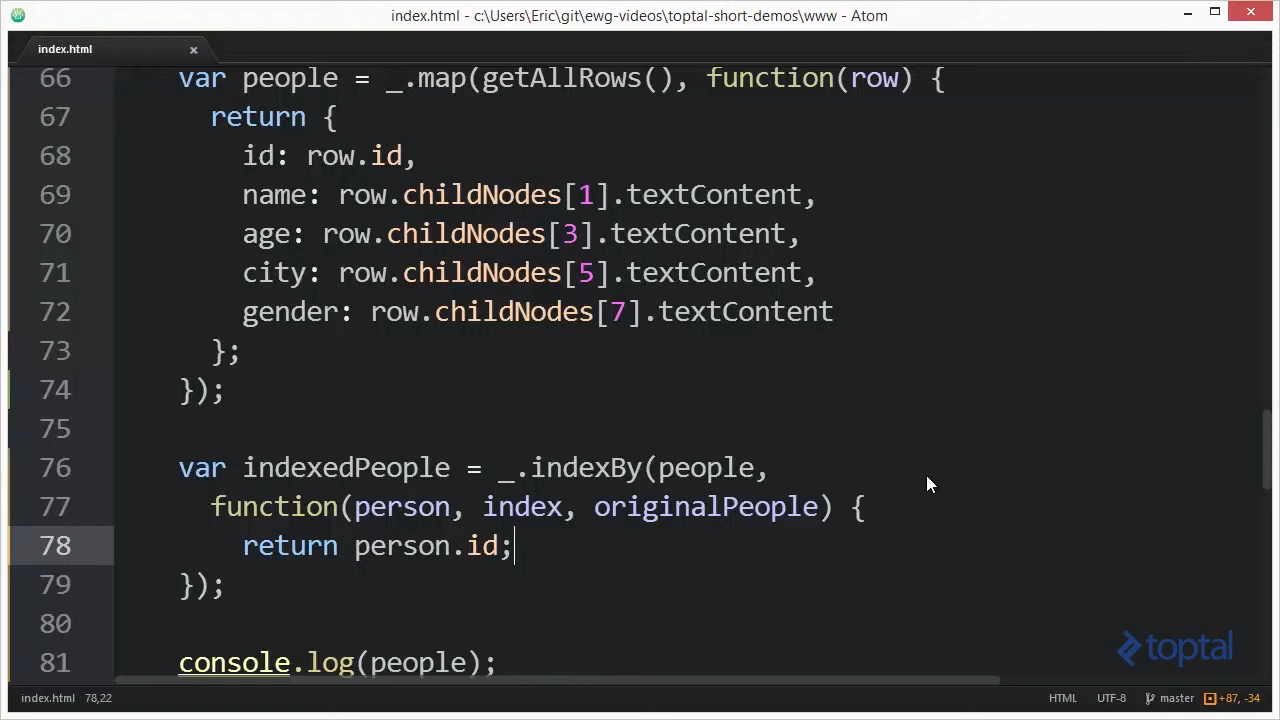 index.html - c:\Users\Eric\git\ewg-videos\toptal-short-demos\www - Atom
index.html
66 var people = _.map(getAllRows(), function(row) {
67 return {
68 id: row.id,
69 name: row.childNodes[1].textContent,
70 age: row.childNodes[3].textContent,
71 city: row.childNodes[5].textContent,
72 gender: row.childNodes[7].textContent
73 };
74 });
75
76 var indexedPeople = _.indexBy(people,
77 function(person, index, originalPeople) {
78 return person.id;
79 });
80
81 console.log(people);
toptal
index.html 78,22 HTML UTF-8 master +87, -34